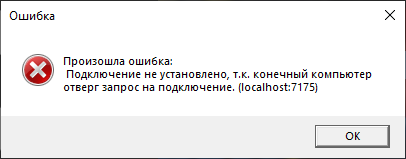 Ошибка
Произошла ошибка:
Подключение не установлено, т.к. конечный компьютер
отверг запрос на подключение. (localhost:7175)
OK